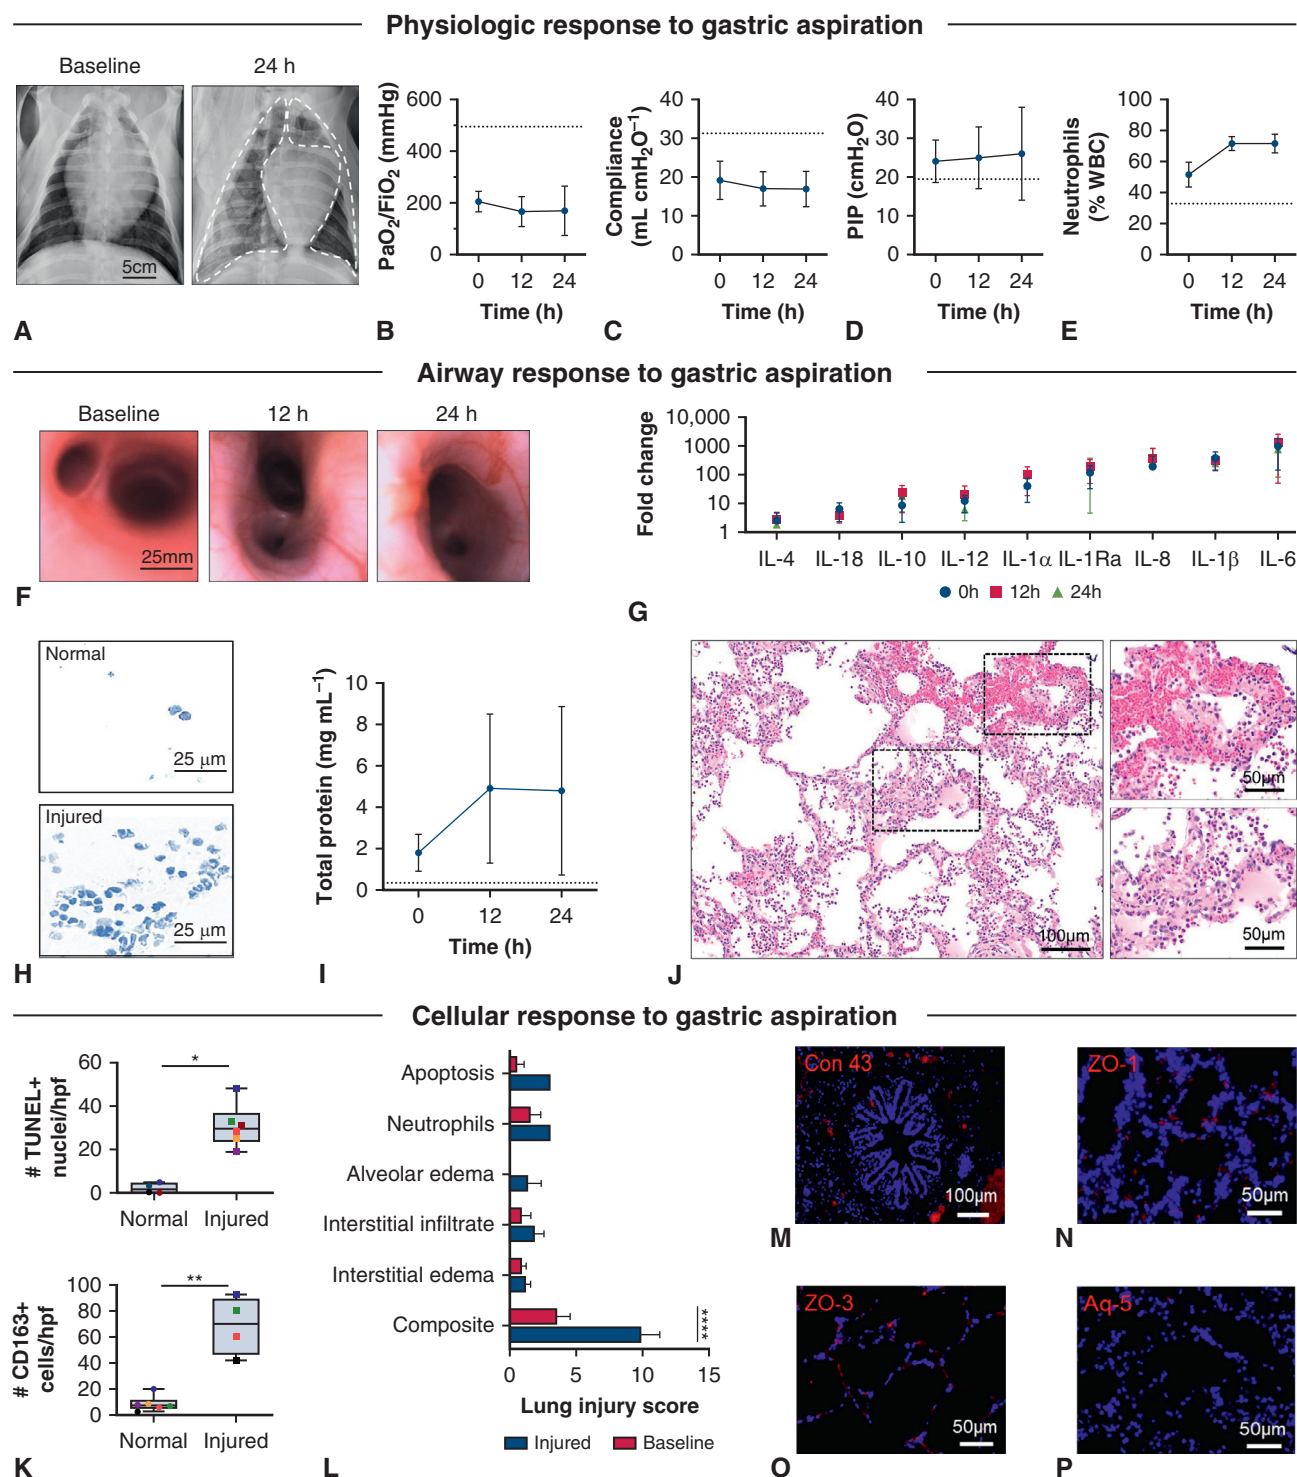 Physiologic response to gastric aspiration
Baseline
24 h
5cm
A
PaO2/FiO2 (mmHg)
600
400
200
0
0 12 24
Time (h)
B
Compliance
(mL cmH2O−1)
40
30
20
10
0
0 12 24
Time (h)
C
PIP (cmH2O)
40
30
20
10
0
0 12 24
Time (h)
D
Neutrophils
(% WBC)
100
80
60
40
20
0
0 12 24
Time (h)
E
Airway response to gastric aspiration
Baseline
12 h
24 h
25mm
F
Fold change
10,000
1000
100
10
1
IL-4 IL-18 IL-10 IL-12 IL-1α IL-1Ra IL-8 IL-1β IL-6
0h 12h 24h
G
Normal
25 μm
Injured
25 μm
H
Total protein (mg mL−1)
10
8
6
4
2
0
0 12 24
Time (h)
I
100μm
50μm
50μm
J
Cellular response to gastric aspiration
# TUNEL+
nuclei/hpf
60
40
20
0
*
Normal Injured
# CD163+
cells/hpf
100
80
60
40
20
0
**
Normal Injured
K
Apoptosis
Neutrophils
Alveolar edema
Interstitial infiltrate
Interstitial edema
Composite
****
0 5 10 15
Lung injury score
Injured Baseline
L
Con 43
100μm
M
ZO-1
50μm
N
ZO-3
50μm
O
Aq-5
50μm
P